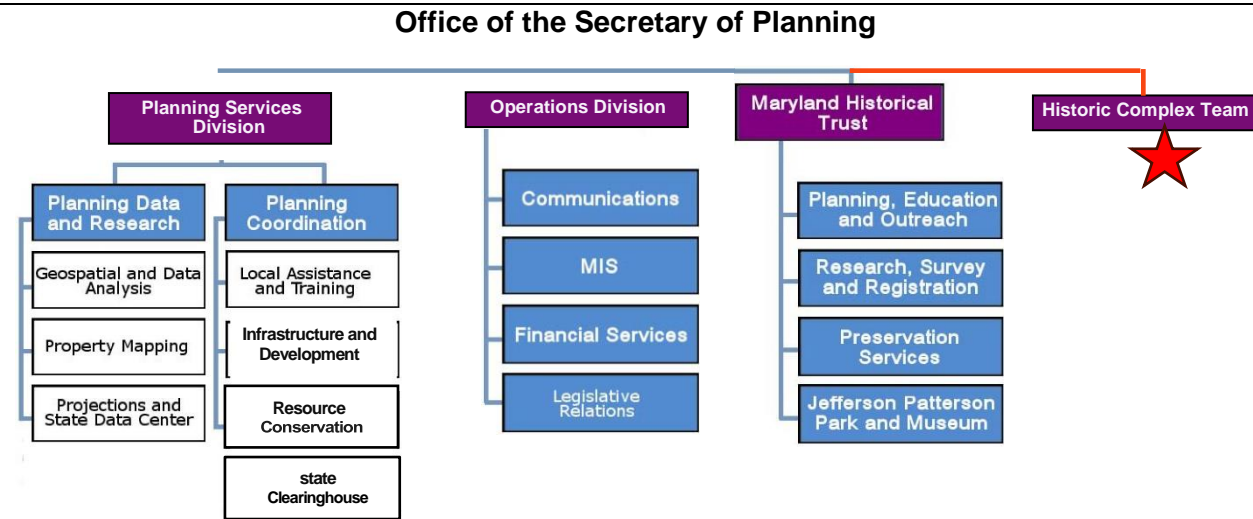 Office of the Secretary of Planning
Planning Services
Division
Operations Division
Maryland Historical
Trust
Historic Complex Team
Planning Data
and Research
Geospatial and Data
Analysis
Property Mapping
Projections and
State Data Center
Planning
Coordination
Local Assistance
and Training
Infrastructure and
Development
Resource
Conservation
state
Clearinghouse
Communications
MIS
Financial Services
Legislative
Relations
Planning, Education
and Outreach
Research, Survey
and Registration
Preservation
Services
Jefferson Patterson
Park and Museum